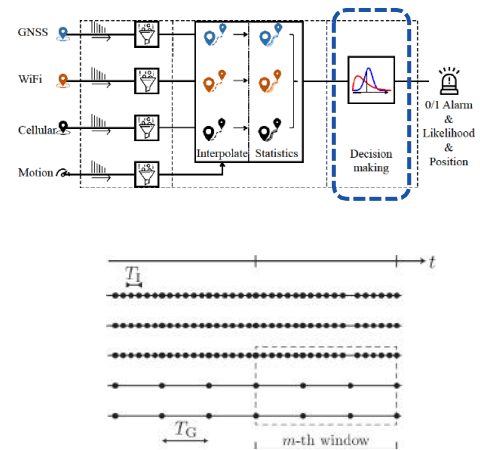 GNSS
WiFi
Cellular
Motion
Interpolate
Statistics
Decision
making
0/1 Alarm
&
Likelihood
&
Position
t
T_I
T_G
m-th window